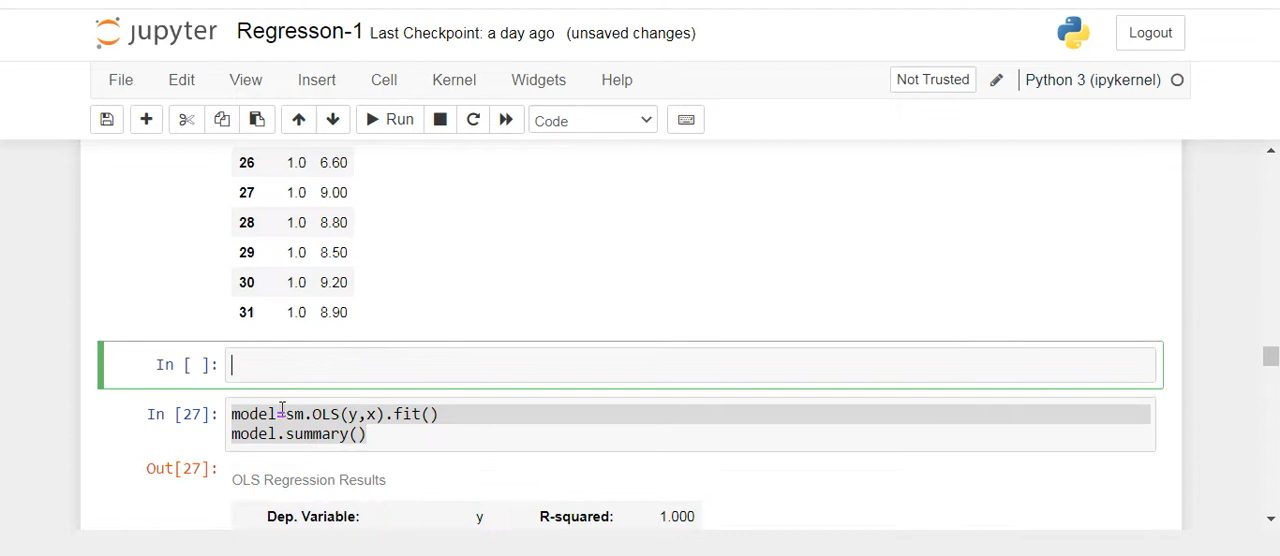 jupyter Regresson-1 Last Checkpoint: a day ago (unsaved changes) Logout
File Edit View Insert Cell Kernel Widgets Help Not Trusted Python 3 (ipykernel)
Run Code
26 1.0 6.60
27 1.0 9.00
28 1.0 8.80
29 1.0 8.50
30 1.0 9.20
31 1.0 8.90
In [ ]:
In [27]: model=sm.OLS(y,x).fit()
model.summary()
Out[27]:
OLS Regression Results
Dep. Variable: y R-squared: 1.000